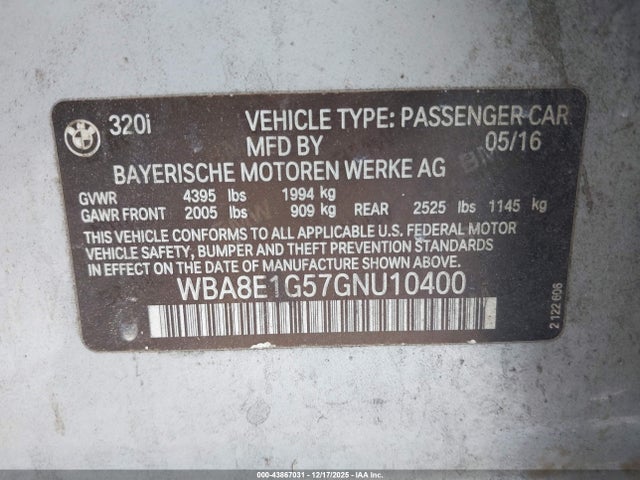 320i VEHICLE TYPE: PASSENGER CAR
MFD BY 05/16
BAYERISCHE MOTOREN WERKE AG
GVWR 4395 lbs 1994 kg
GAWR FRONT 2005 lbs 909 kg REAR 2525 lbs 1145 kg
THIS VEHICLE CONFORMS TO ALL APPLICABLE U.S. FEDERAL MOTOR
VEHICLE SAFETY, BUMPER AND THEFT PREVENTION STANDARDS
IN EFFECT ON THE DATE OF MANUFACTURE SHOWN ABOVE.
WBA8E1G57GNU10400
2 122 606
000-43867031 - 12/17/2025 - IAAI.COM